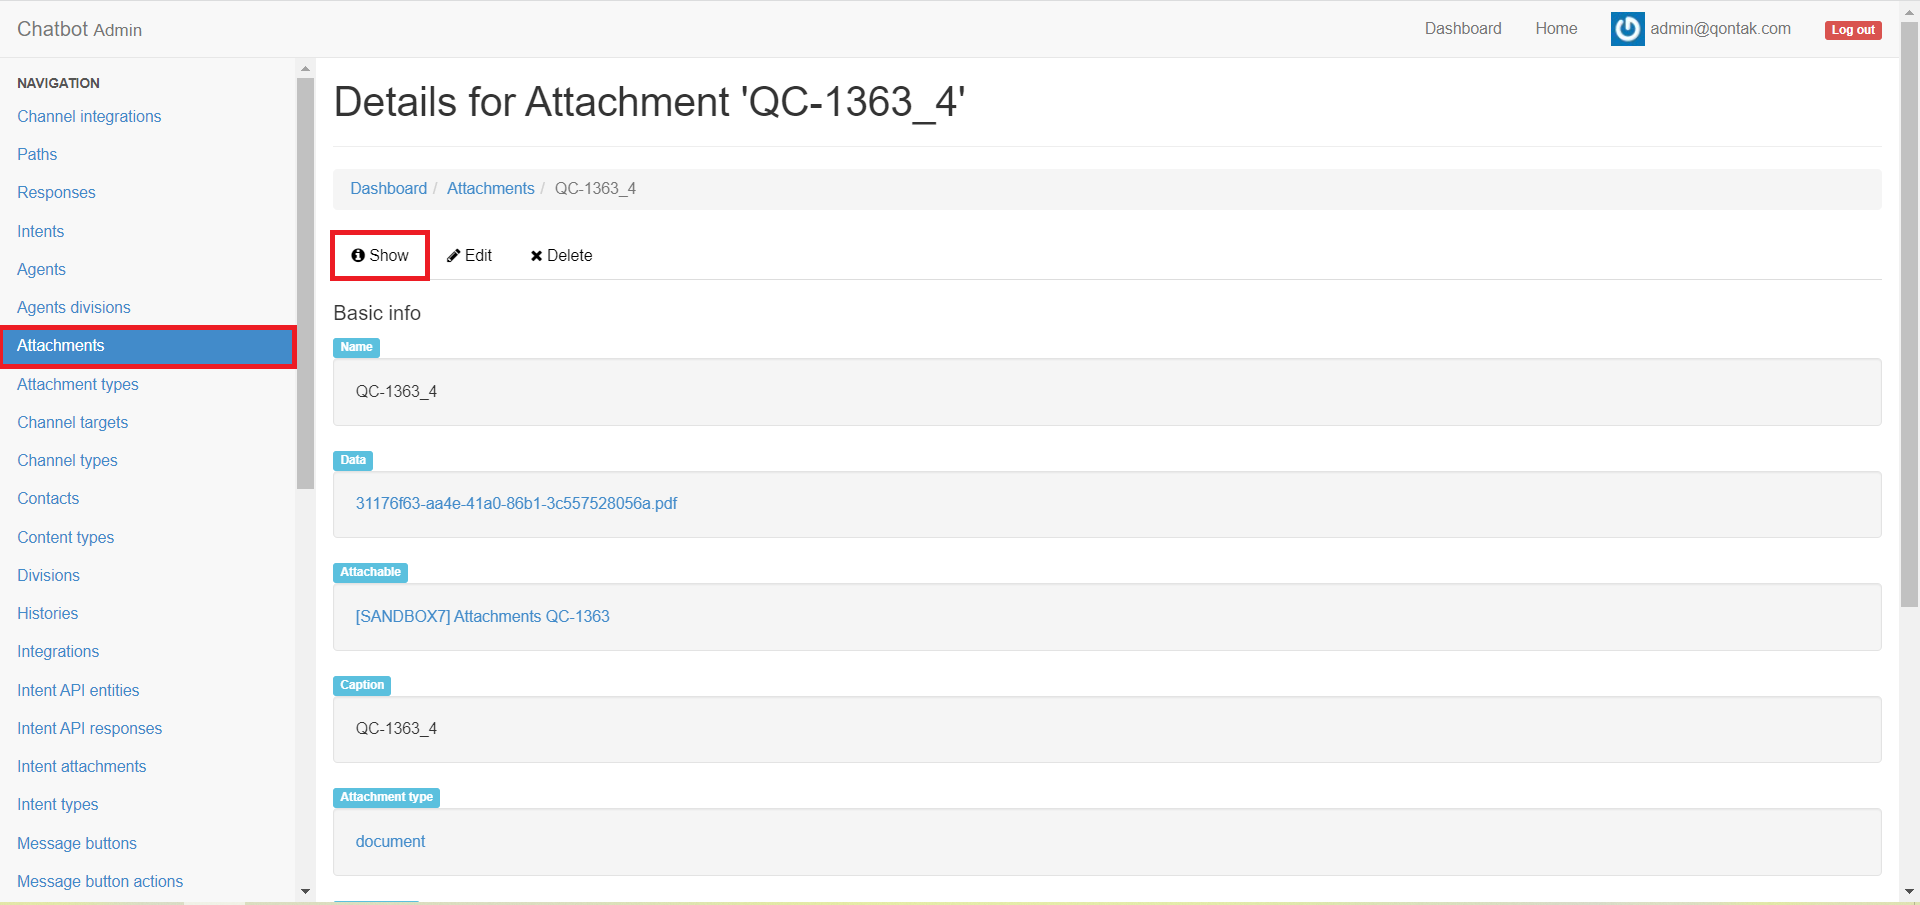 Chatbot Admin
Dashboard
Home
admin@qontak.com
Log out
NAVIGATION
Channel integrations
Paths
Responses
Intents
Agents
Agents divisions
Attachments
Attachment types
Channel targets
Channel types
Contacts
Content types
Divisions
Histories
Integrations
Intent API entities
Intent API responses
Intent attachments
Intent types
Message buttons
Message button actions
Details for Attachment 'QC-1363_4'
Dashboard / Attachments / QC-1363_4
Show
Edit
Delete
Basic info
Name
QC-1363_4
Data
31176f63-aa4e-41a0-86b1-3c557528056a.pdf
Attachable
[SANDBOX7] Attachments QC-1363
Caption
QC-1363_4
Attachment type
document